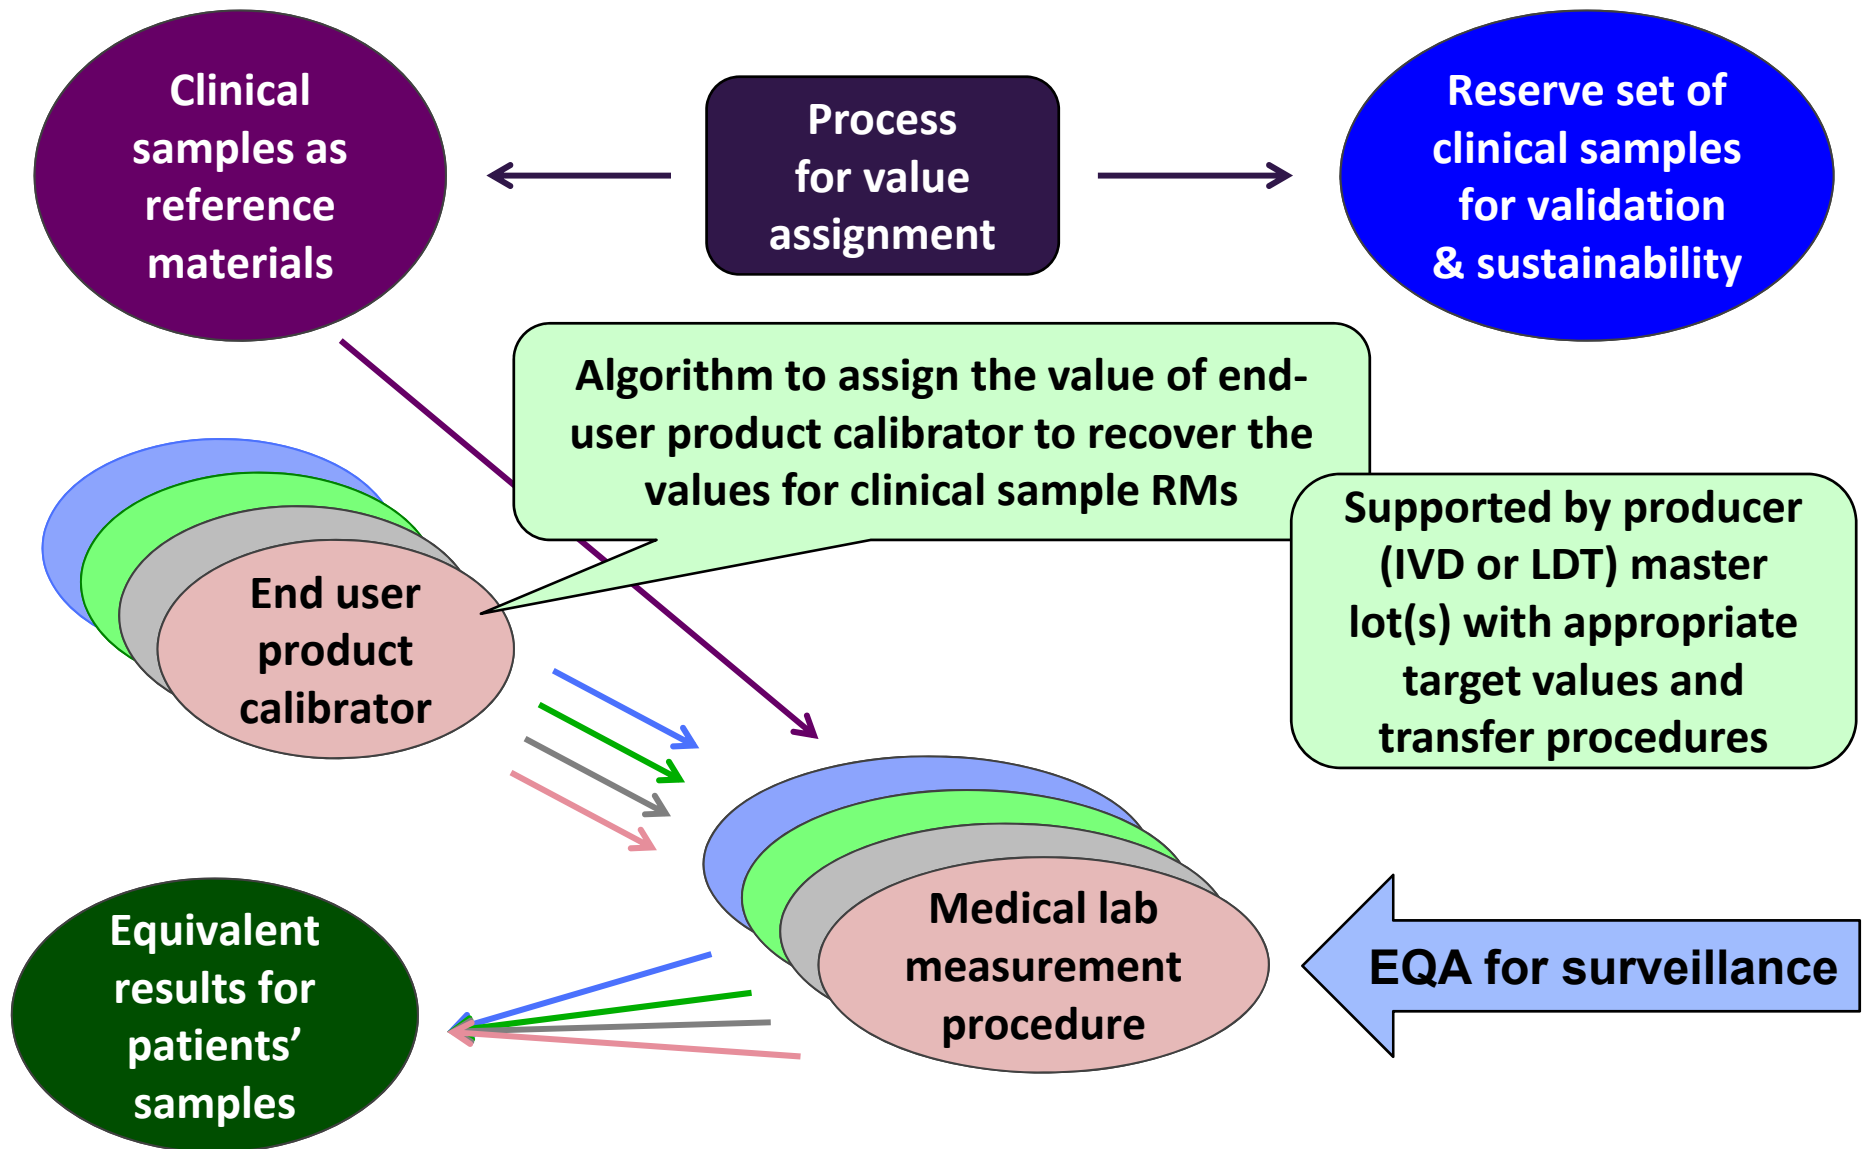 Clinical
samples as
reference
materials
Process
for value
assignment
Reserve set of
clinical samples
for validation
& sustainability
Algorithm to assign the value of end-
user product calibrator to recover the
values for clinical sample RMs
Supported by producer
(IVD or LDT) master
lot(s) with appropriate
target values and
transfer procedures
End user
product
calibrator
Medical lab
measurement
procedure
EQA for surveillance
Equivalent
results for
patients’
samples